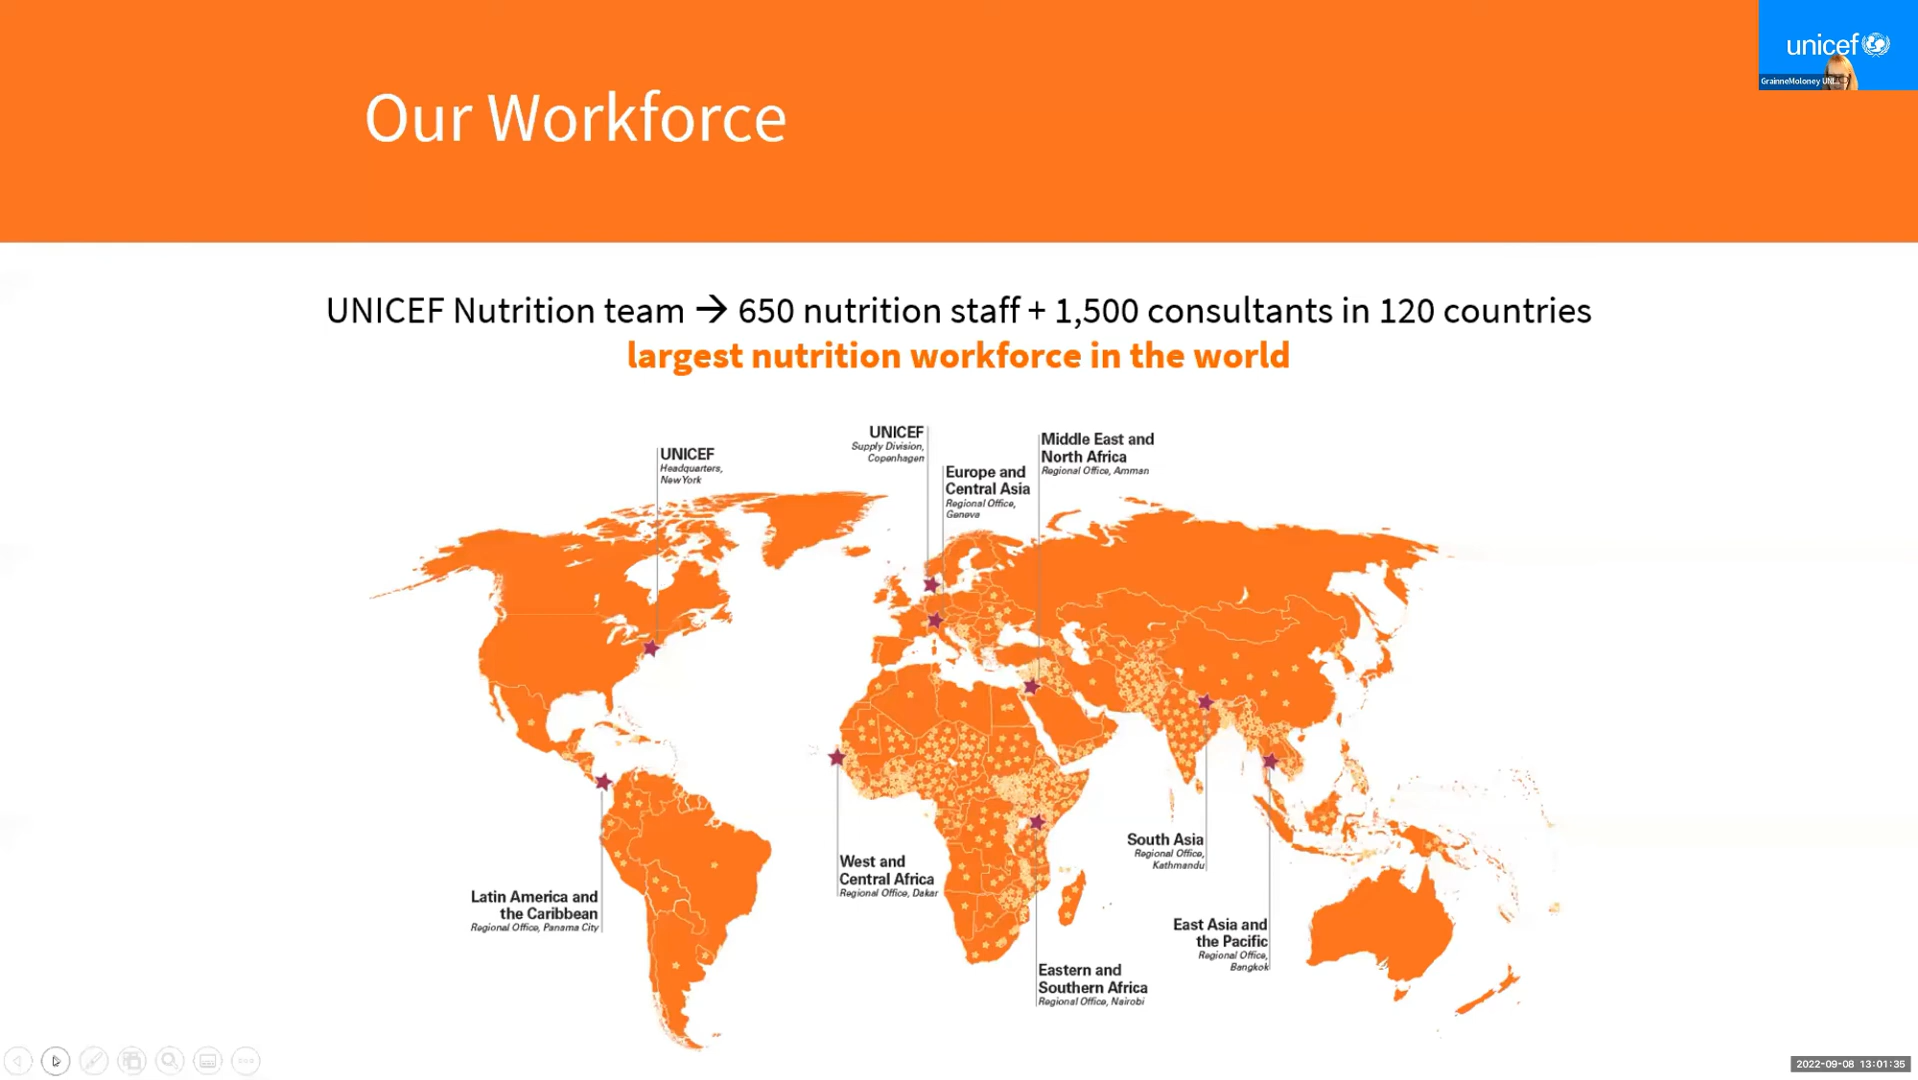 Our Workforce
unicef
GrainneMoloney
UNICEF Nutrition team → 650 nutrition staff + 1,500 consultants in 120 countries
largest nutrition workforce in the world
UNICEF
Headquarters,
New York
UNICEF
Supply Division,
Copenhagen
Europe and
Central Asia
Regional Office,
Geneva
Middle East and
North Africa
Regional Office, Amman
Latin America and
the Caribbean
Regional Office, Panama City
West and
Central Africa
Regional Office, Dakar
Eastern and
Southern Africa
Regional Office, Nairobi
South Asia
Regional Office,
Kathmandu
East Asia and
the Pacific
Regional Office,
Bangkok
2022-09-08 13:01:35